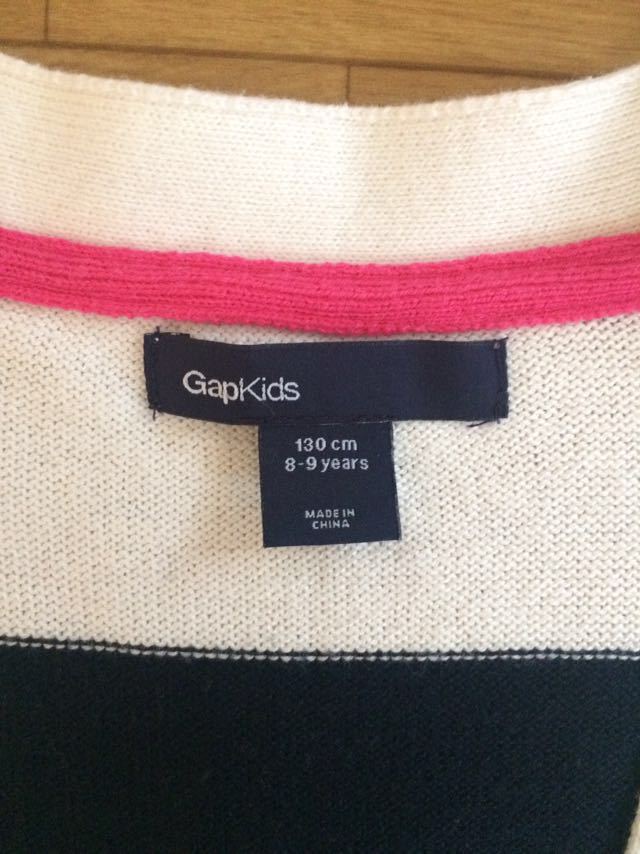 GapKids
130 cm
8-9 years
MADE IN
CHINA